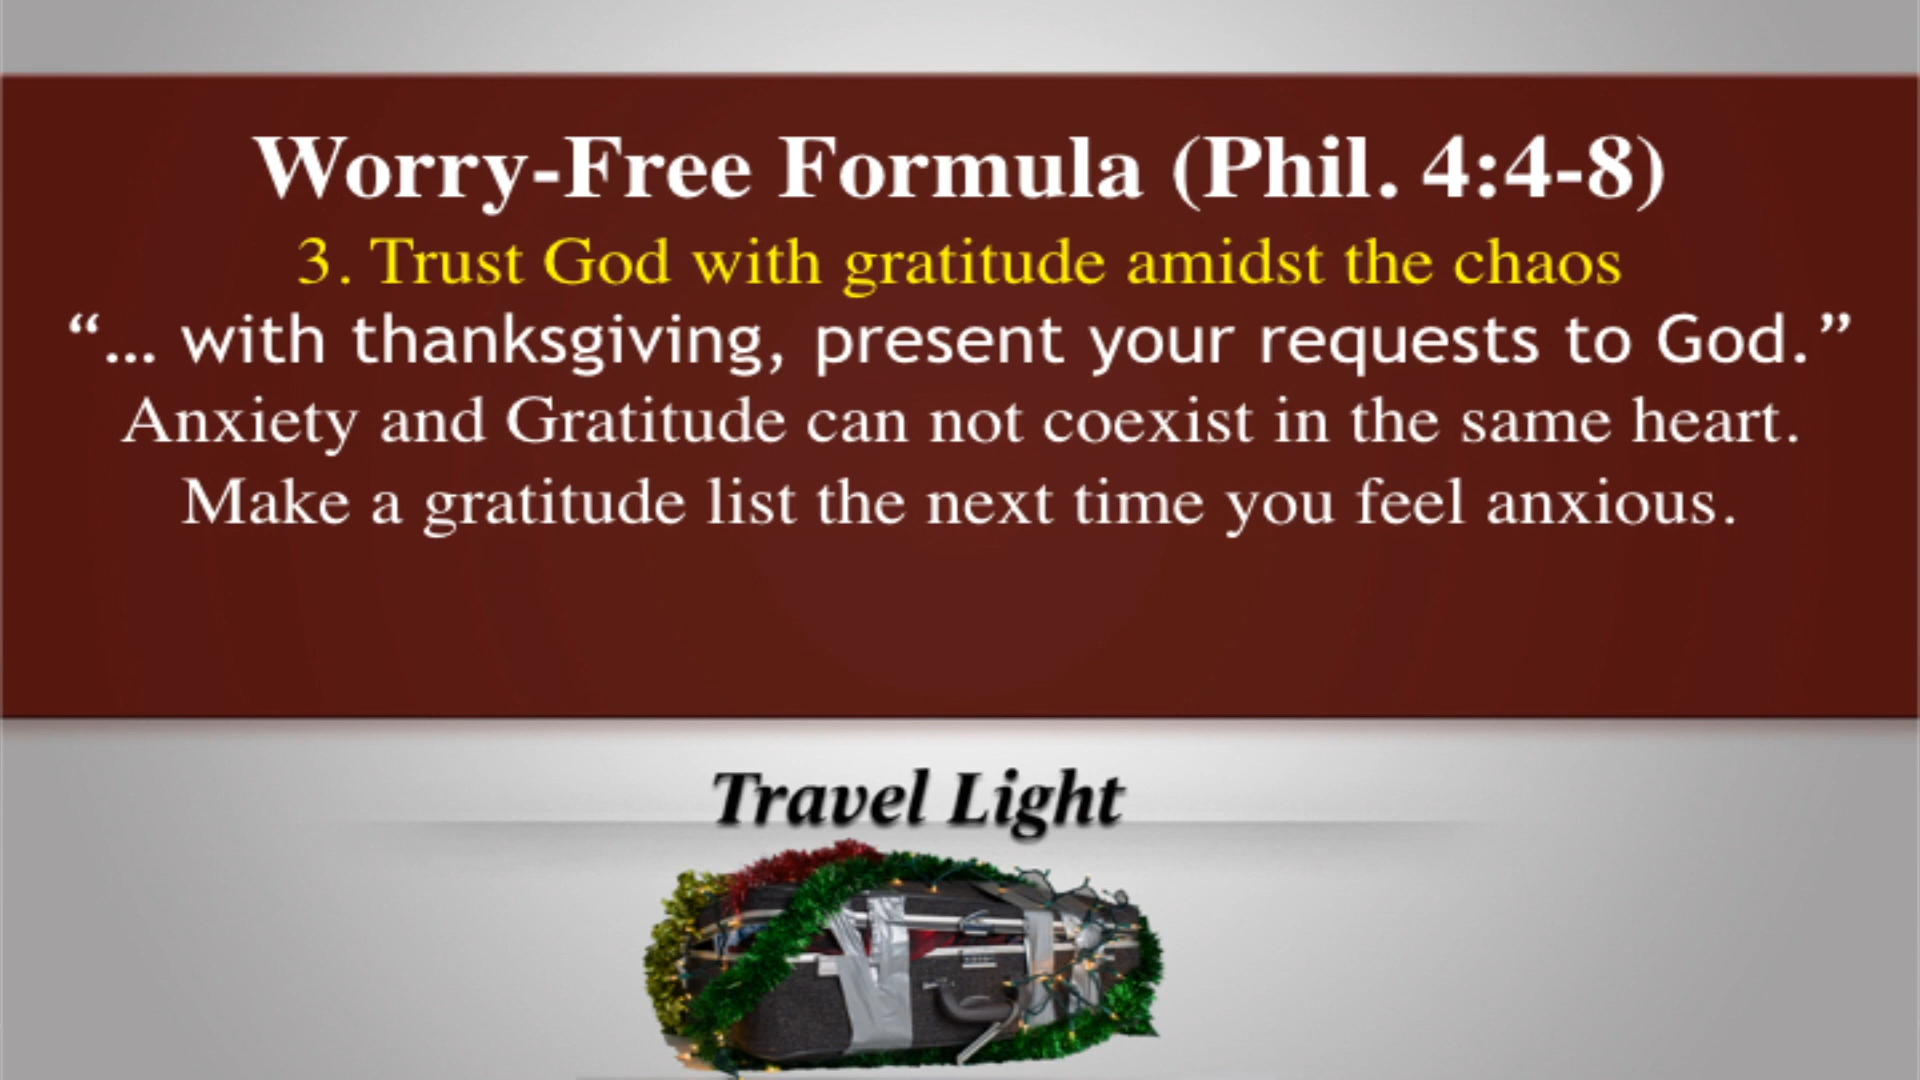 Worry-Free Formula (Phil. 4:4-8)
3. Trust God with gratitude amidst the chaos
“... with thanksgiving, present your requests to God.”
Anxiety and Gratitude can not coexist in the same heart.
Make a gratitude list the next time you feel anxious.
Travel Light